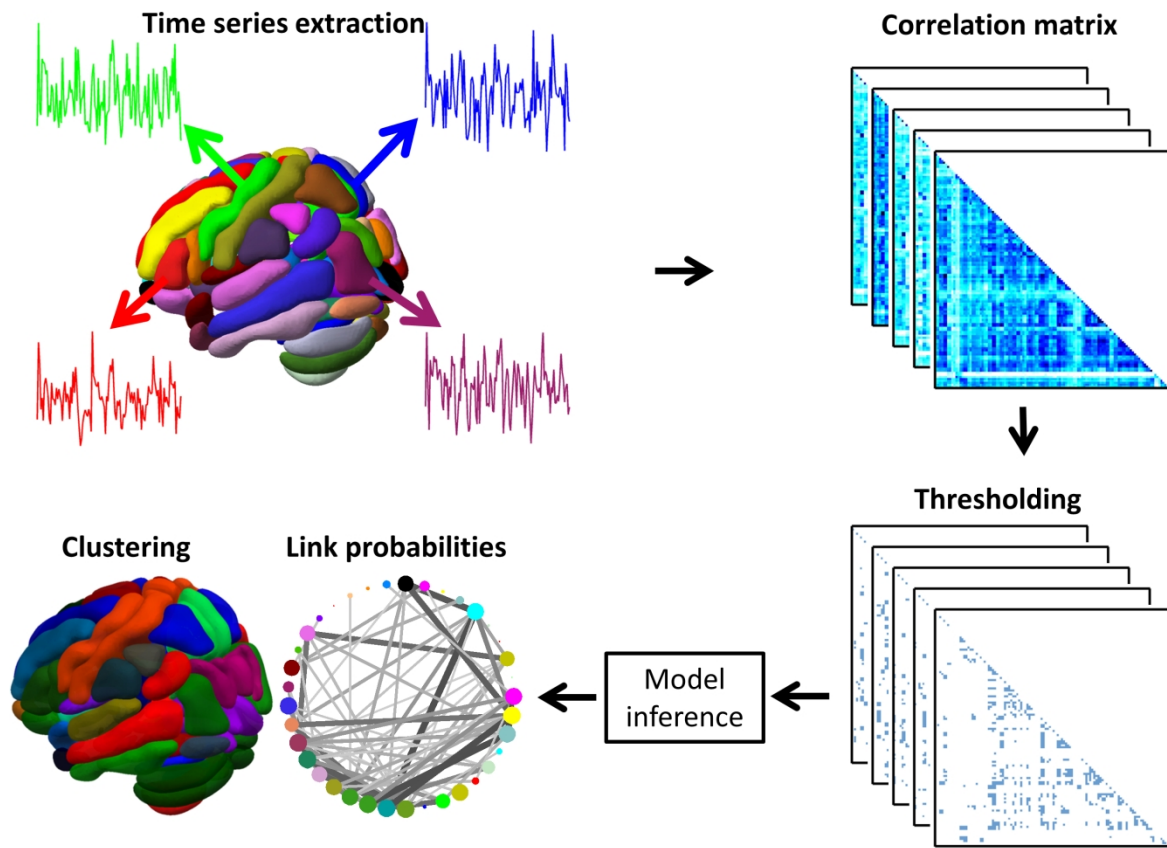 Time series extraction
Correlation matrix
Thresholding
Clustering
Link probabilities
Model
inference